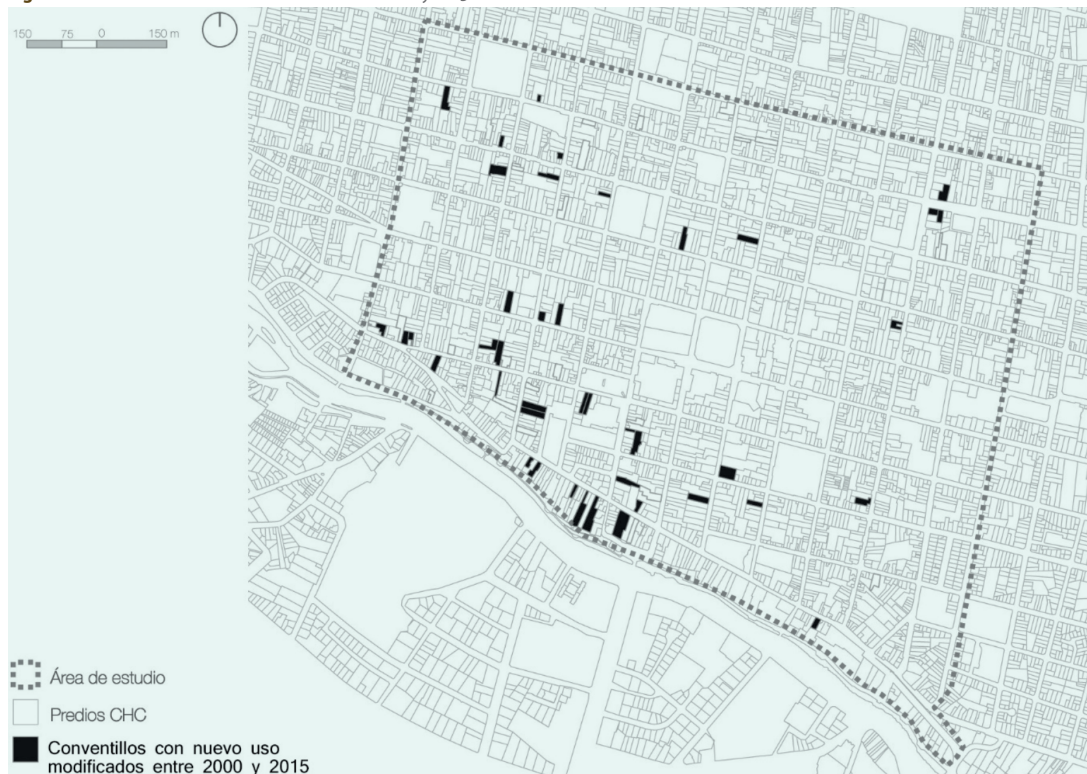 150 75 0 150 m
Área de estudio
Predios CHC
Conventillos con nuevo uso
modificados entre 2000 y 2015